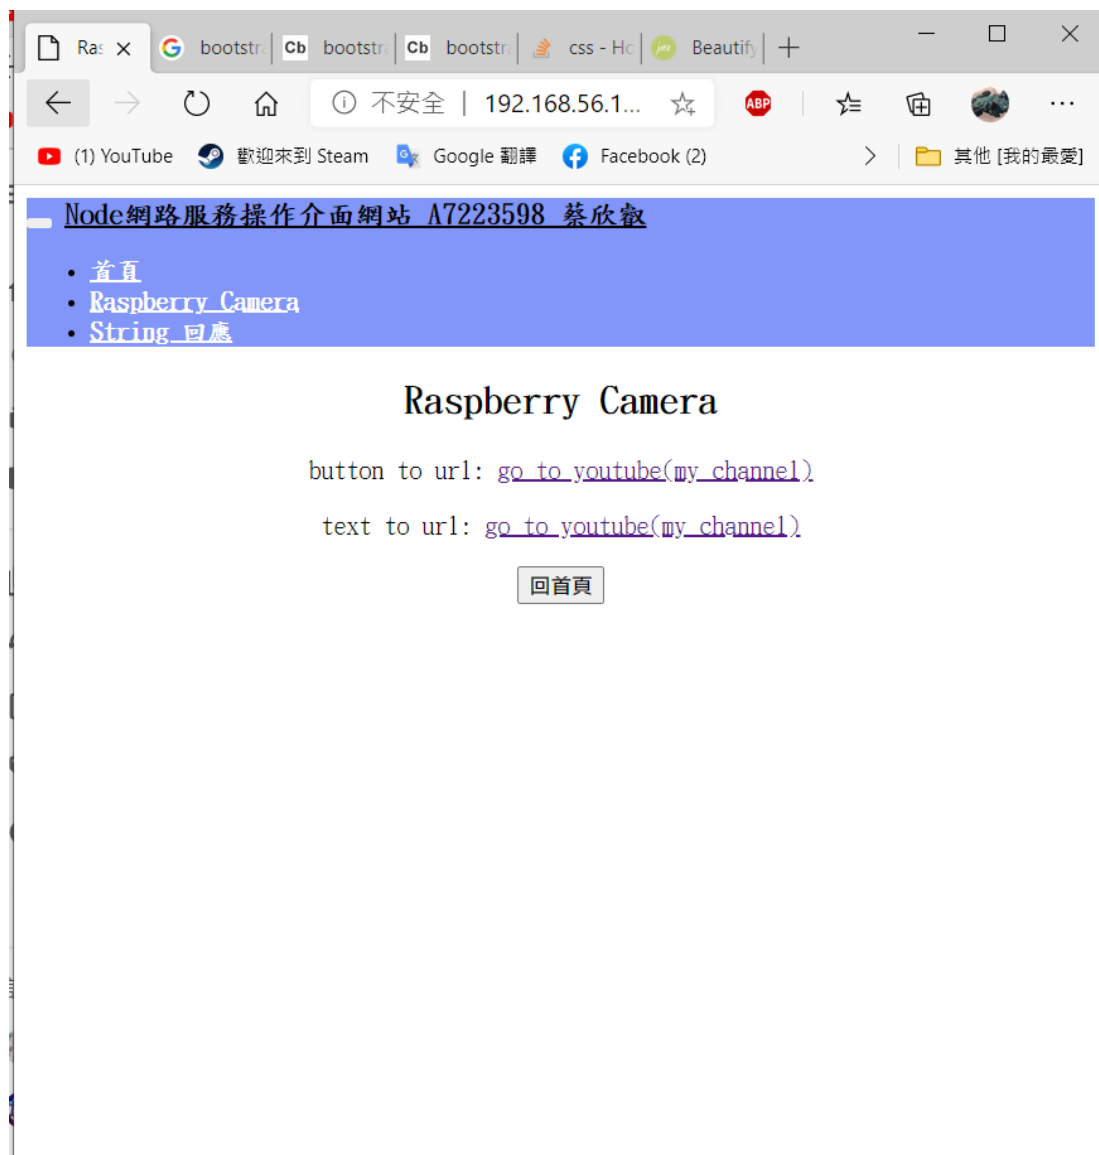 Ras
bootstr
Cb
bootstr
Cb
bootstr
css - Ho
jez
Beautify
不安全 | 192.168.56.1...
ABP
(1) YouTube
歡迎來到 Steam
Google 翻譯
Facebook (2)
其他 [我的最愛]
Node網路服務操作介面網站 A7223598 蔡欣叡
首頁
Raspberry Camera
String 回應
Raspberry Camera
button to url: go to youtube(my channel)
text to url: go to youtube(my channel)
回首頁